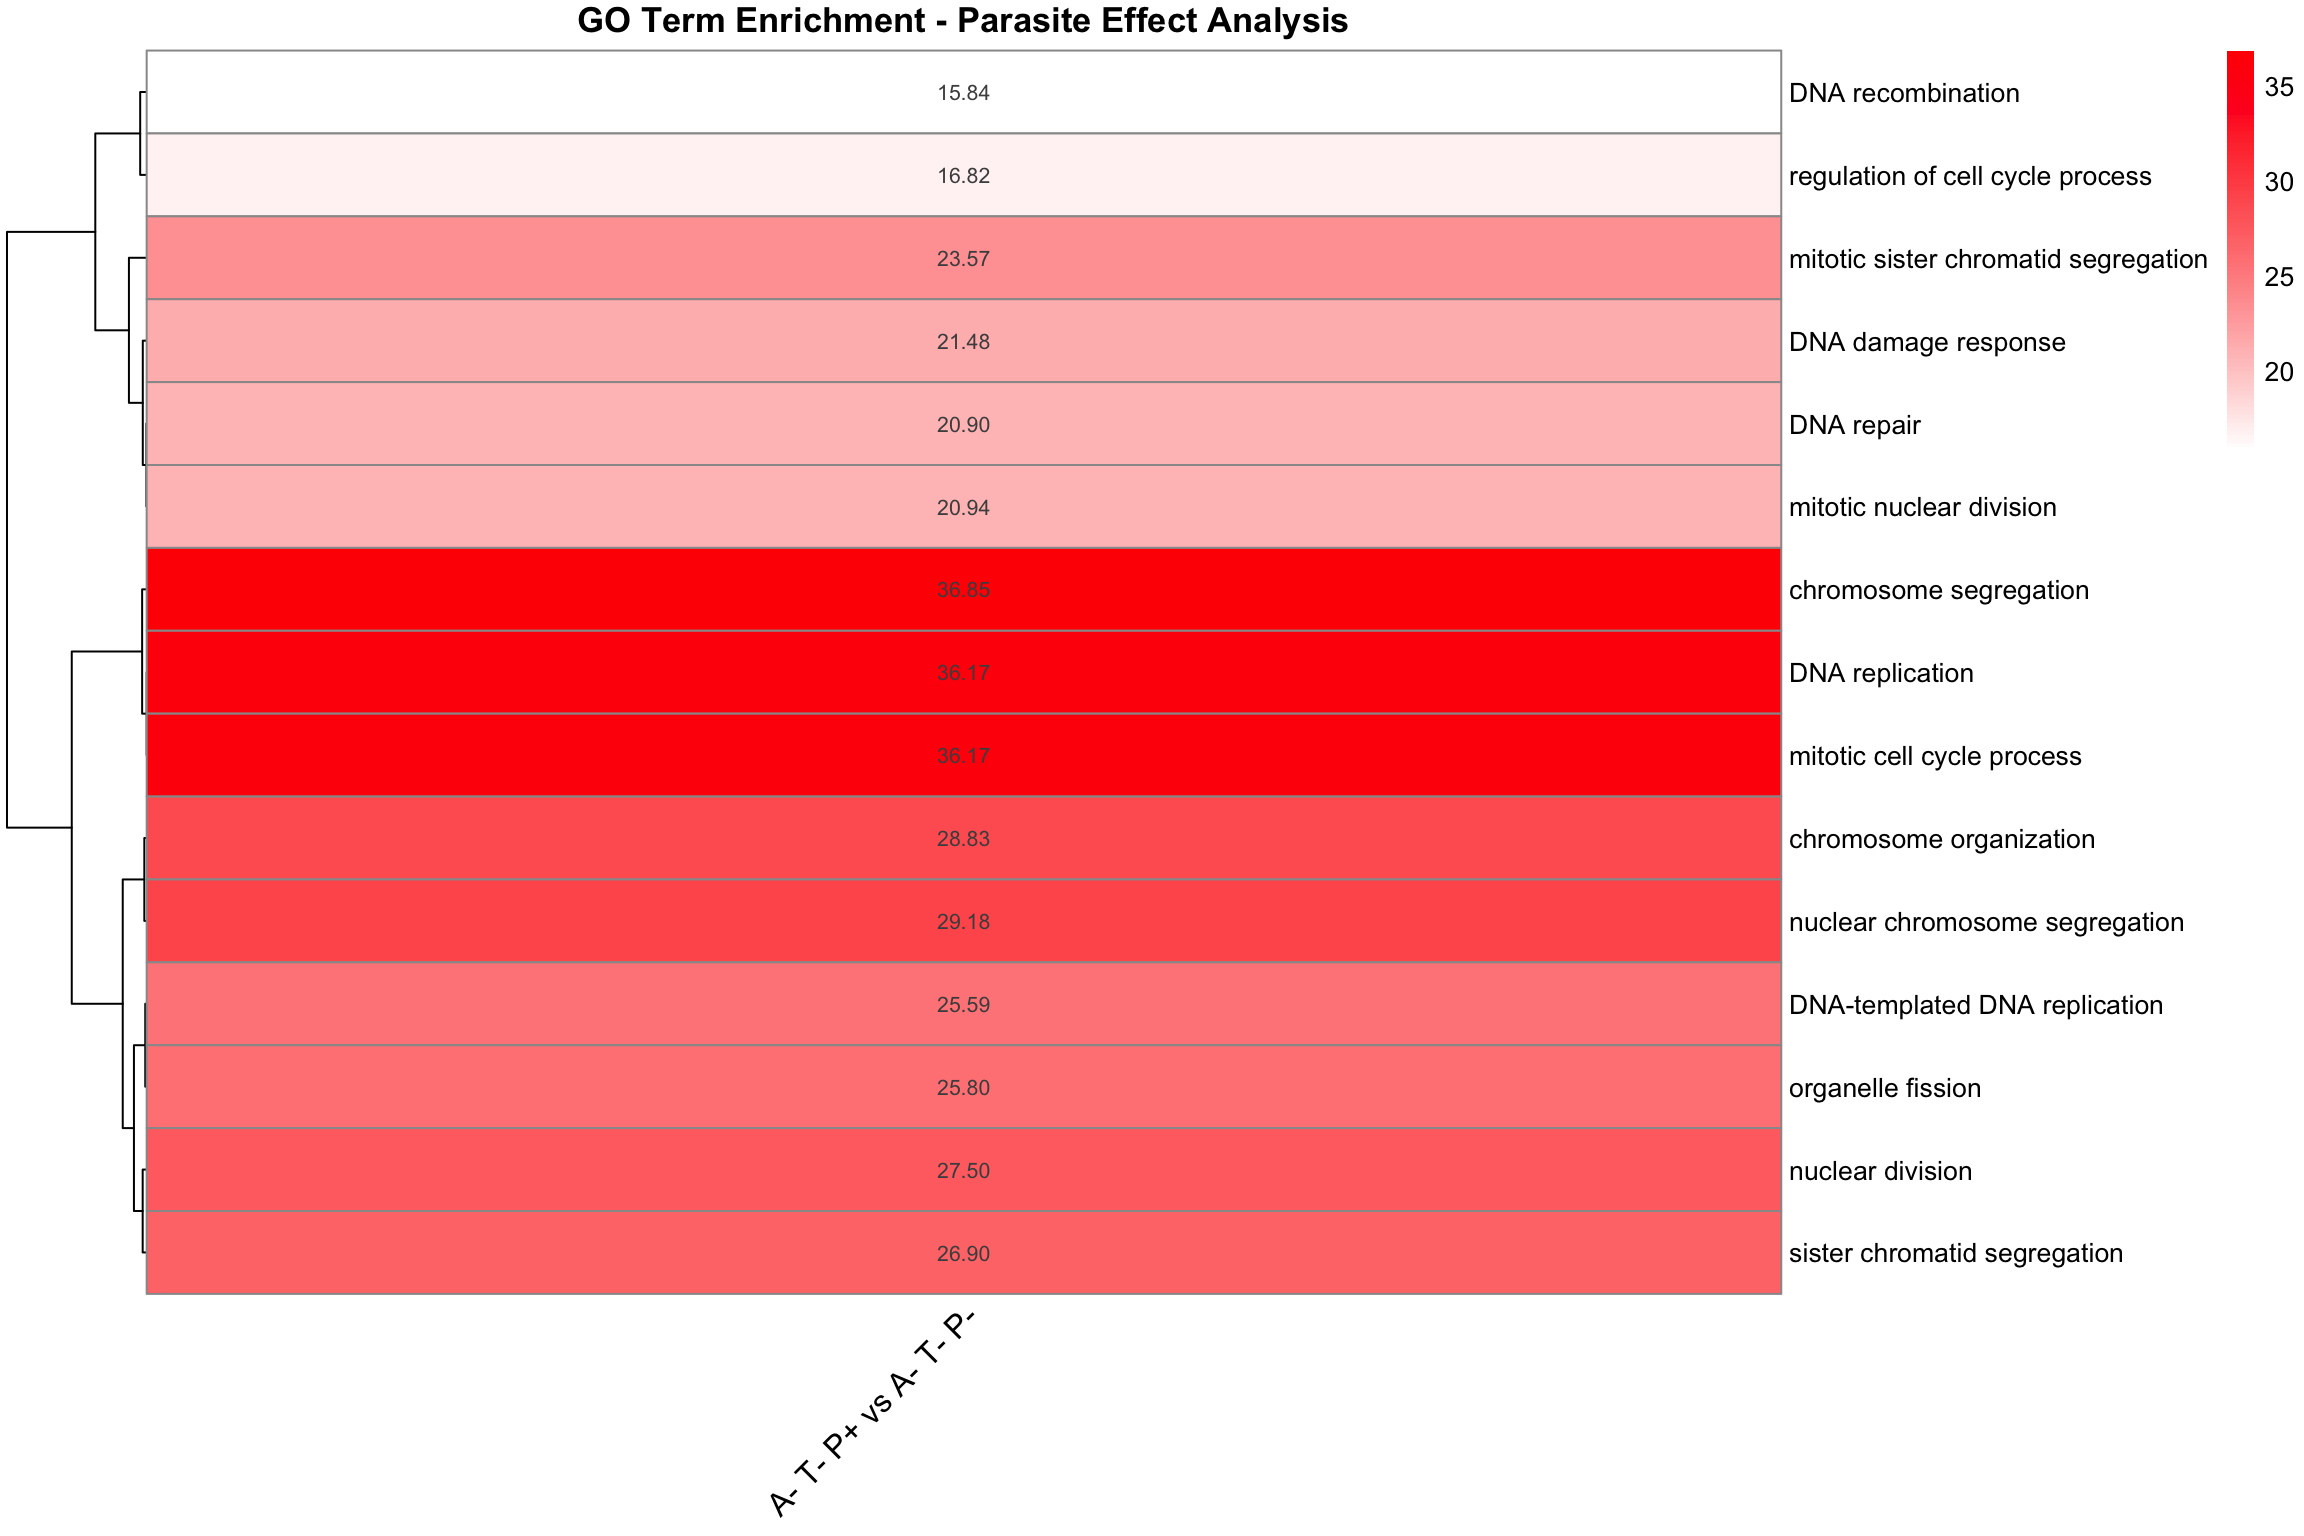 GO Term Enrichment - Parasite Effect Analysis
15.84 DNA recombination
16.82 regulation of cell cycle process
23.57 mitotic sister chromatid segregation
21.48 DNA damage response
20.90 DNA repair
20.94 mitotic nuclear division
36.85 chromosome segregation
36.17 DNA replication
36.17 mitotic cell cycle process
28.83 chromosome organization
29.18 nuclear chromosome segregation
25.59 DNA-templated DNA replication
25.80 organelle fission
27.50 nuclear division
26.90 sister chromatid segregation
35
30
25
20
A- T- P+ vs A- T- P-